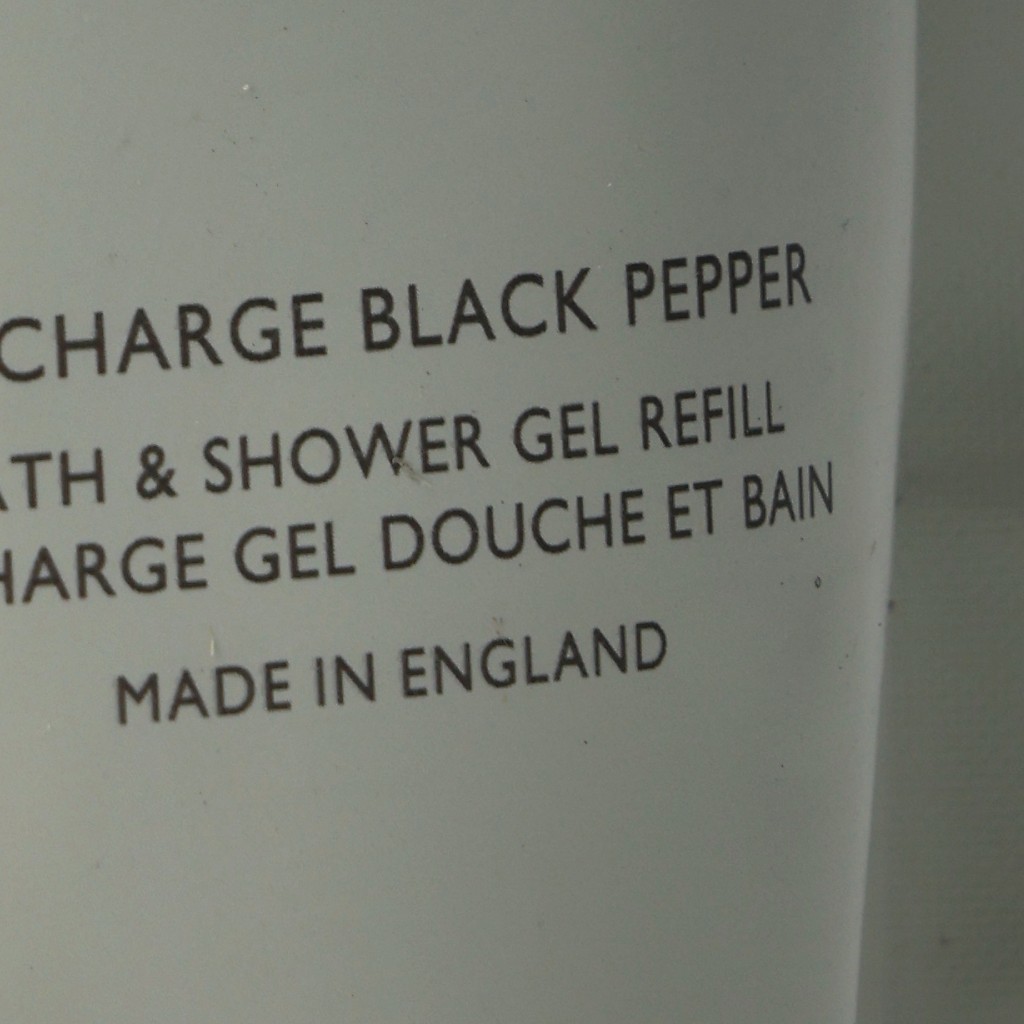 CHARGE BLACK PEPPER
ATH & SHOWER GEL REFILL
HARGE GEL DOUCHE ET BAIN
MADE IN ENGLAND